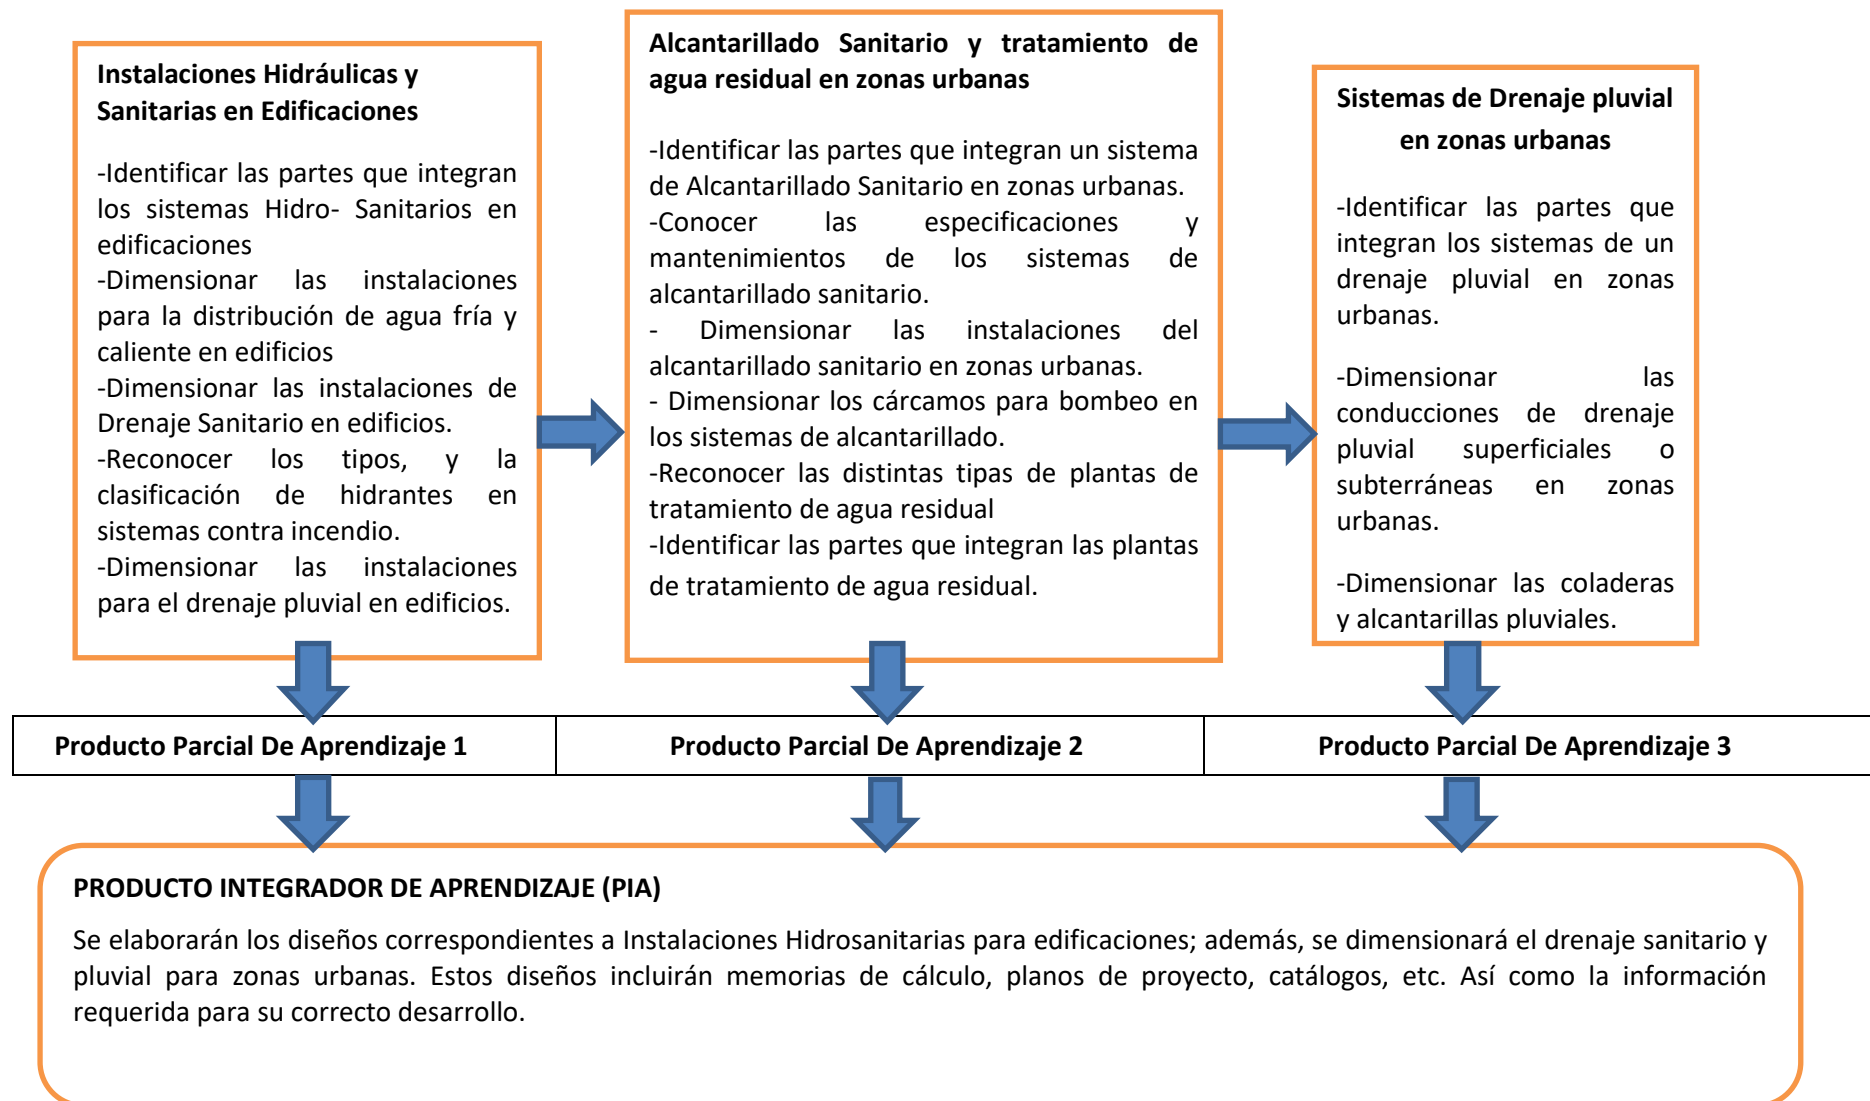 Instalaciones Hidráulicas y
Sanitarias en Edificaciones
-Identificar las partes que integran
los sistemas Hidro- Sanitarios en
edificaciones
-Dimensionar las instalaciones
para la distribución de agua fría y
caliente en edificios
-Dimensionar las instalaciones de
Drenaje Sanitario en edificios.
-Reconocer los tipos, y la
clasificación de hidrantes en
sistemas contra incendio.
-Dimensionar las instalaciones
para el drenaje pluvial en edificios.
Alcantarillado Sanitario y tratamiento de
agua residual en zonas urbanas
-Identificar las partes que integran un sistema
de Alcantarillado Sanitario en zonas urbanas.
-Conocer las especificaciones y
mantenimientos de los sistemas de
alcantarillado sanitario.
- Dimensionar las instalaciones del
alcantarillado sanitario en zonas urbanas.
- Dimensionar los cárcamos para bombeo en
los sistemas de alcantarillado.
-Reconocer las distintas tipas de plantas de
tratamiento de agua residual
-Identificar las partes que integran las plantas
de tratamiento de agua residual.
Sistemas de Drenaje pluvial
en zonas urbanas
-Identificar las partes que
integran los sistemas de un
drenaje pluvial en zonas
urbanas.
-Dimensionar las
conducciones de drenaje
pluvial superficiales o
subterráneas en zonas
urbanas.
-Dimensionar las coladeras
y alcantarillas pluviales.
Producto Parcial De Aprendizaje 1
Producto Parcial De Aprendizaje 2
Producto Parcial De Aprendizaje 3
PRODUCTO INTEGRADOR DE APRENDIZAJE (PIA)
Se elaborarán los diseños correspondientes a Instalaciones Hidrosanitarias para edificaciones; además, se dimensionará el drenaje sanitario y
pluvial para zonas urbanas. Estos diseños incluirán memorias de cálculo, planos de proyecto, catálogos, etc. Así como la información
requerida para su correcto desarrollo.